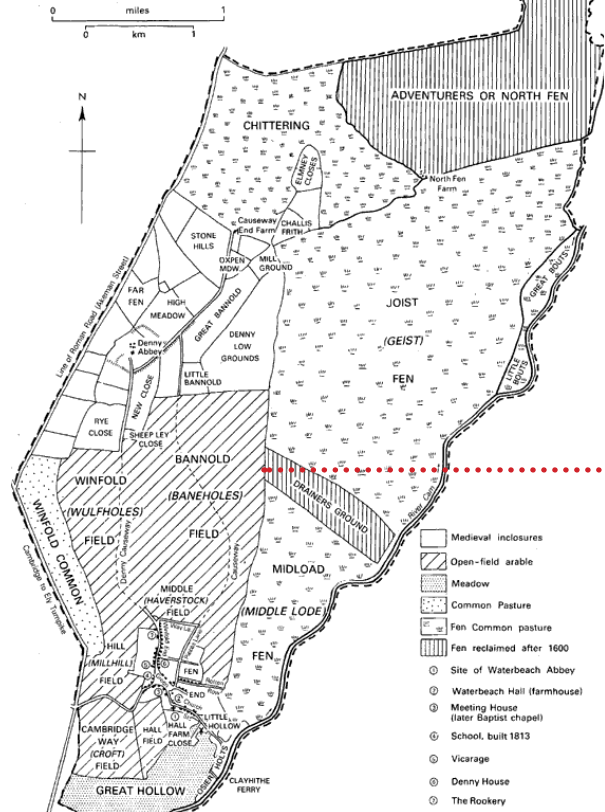 0 miles 1
0 km 1
N
ADVENTURERS OR NORTH FEN
CHITTERING
ELMNEY
CLOSES
North Fen
Farm
Causeway
End Farm
CHALLIS
FRITH
STONE
HILLS
OXPEN
MDW.
MILL
GROUND
Line of Roman Road (Akeman Street)
FAR
FEN
HIGH
MEADOW
GREAT BANNOLD
GREAT BOUTS
JOIST
(GEIST)
FEN
Denny
Abbey
DENNY
LOW
GROUNDS
LITTLE
BANNOLD
LITTLE
BOUTS
NEW CLOSE
RYE
CLOSE
SHEEP LEY
CLOSE
BANNOLD
(BANEHOLES)
FIELD
WINFOLD
(WULFHOLES)
FIELD
WINFOLD COMMON
Denny Causeway
Causeway
DRAINERS GROUND
River Cam
Cambridge to Ely Turnpike
MIDLOAD
(MIDDLE LODE)
FEN
MIDDLE
(HAVERSTOCK)
FIELD
Way La.
HILL
(MILLHILL)
FIELD
FEN
END
Church
CAMBRIDGE
WAY
(CROFT)
FIELD
HALL
FIELD
HALL
FARM
CLOSE
LITTLE
HOLLOW
OSIER HOLTS
CLAYHITHE
FERRY
GREAT HOLLOW
Medieval inclosures
Open-field arable
Meadow
Common Pasture
Fen Common pasture
Fen reclaimed after 1600
① Site of Waterbeach Abbey
② Waterbeach Hall (farmhouse)
③ Meeting House
(later Baptist chapel)
④ School, built 1813
⑤ Vicarage
⑥ Denny House
⑦ The Rookery